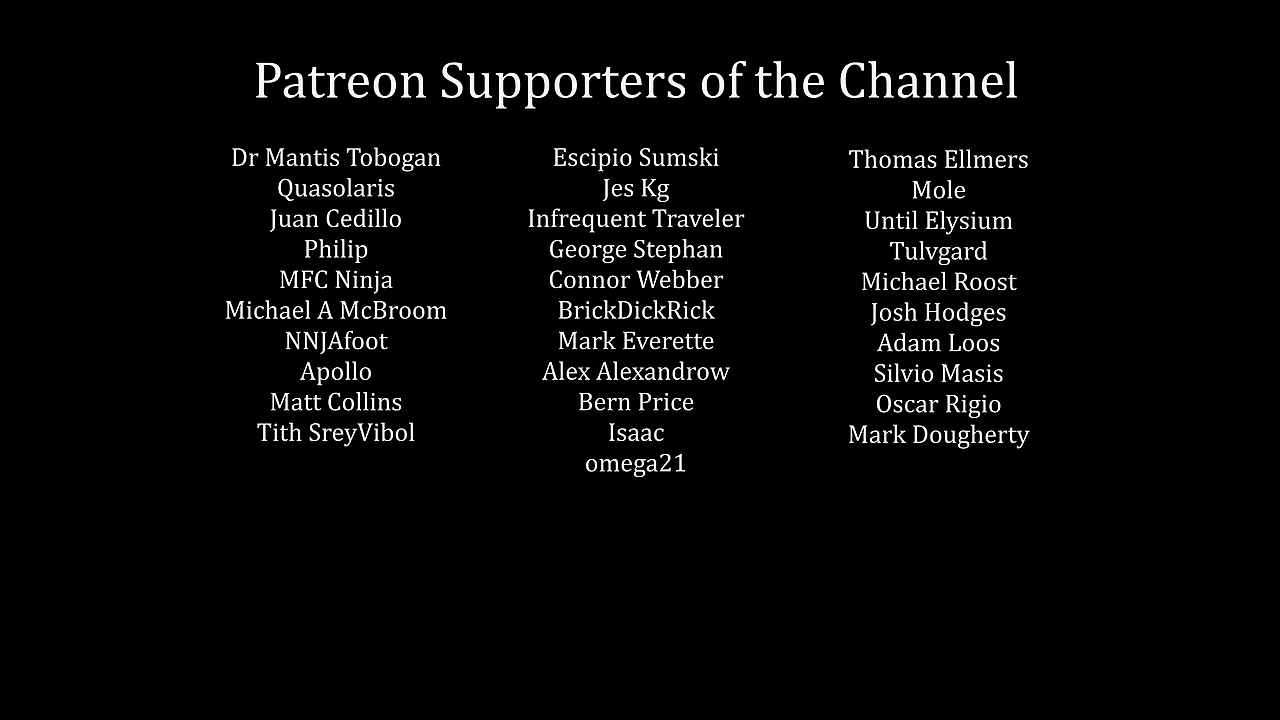 Patreon Supporters of the Channel
Dr Mantis Tobogan
Quasolaris
Juan Cedillo
Philip
MFC Ninja
Michael A McBroom
NNJAfoot
Apollo
Matt Collins
Tith SreyVibol
Escipio Sumski
Jes Kg
Infrequent Traveler
George Stephan
Connor Webber
BrickDickRick
Mark Everette
Alex Alexandrow
Bern Price
Isaac
omega21
Thomas Ellmers
Mole
Until Elysium
Tulvgard
Michael Roost
Josh Hodges
Adam Loos
Silvio Masis
Oscar Rigio
Mark Dougherty